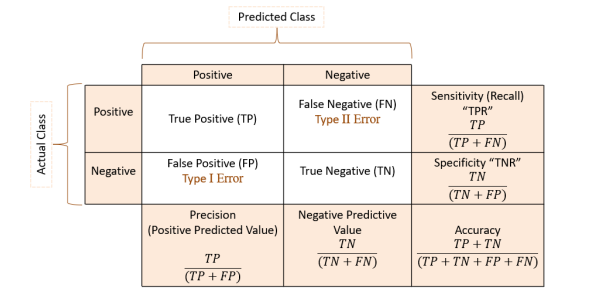 Predicted Class
Positive
Negative
Actual Class
Positive
True Positive (TP)
False Negative (FN)
Type II Error
Sensitivity (Recall)
“TPR”
TP
(TP + FN)
Negative
False Positive (FP)
Type I Error
True Negative (TN)
Specificity “TNR”
TN
(TN + FP)
Precision
(Positive Predicted Value)
TP
(TP + FP)
Negative Predictive
Value
TN
(TN + FN)
Accuracy
TP + TN
(TP + TN + FP + FN)